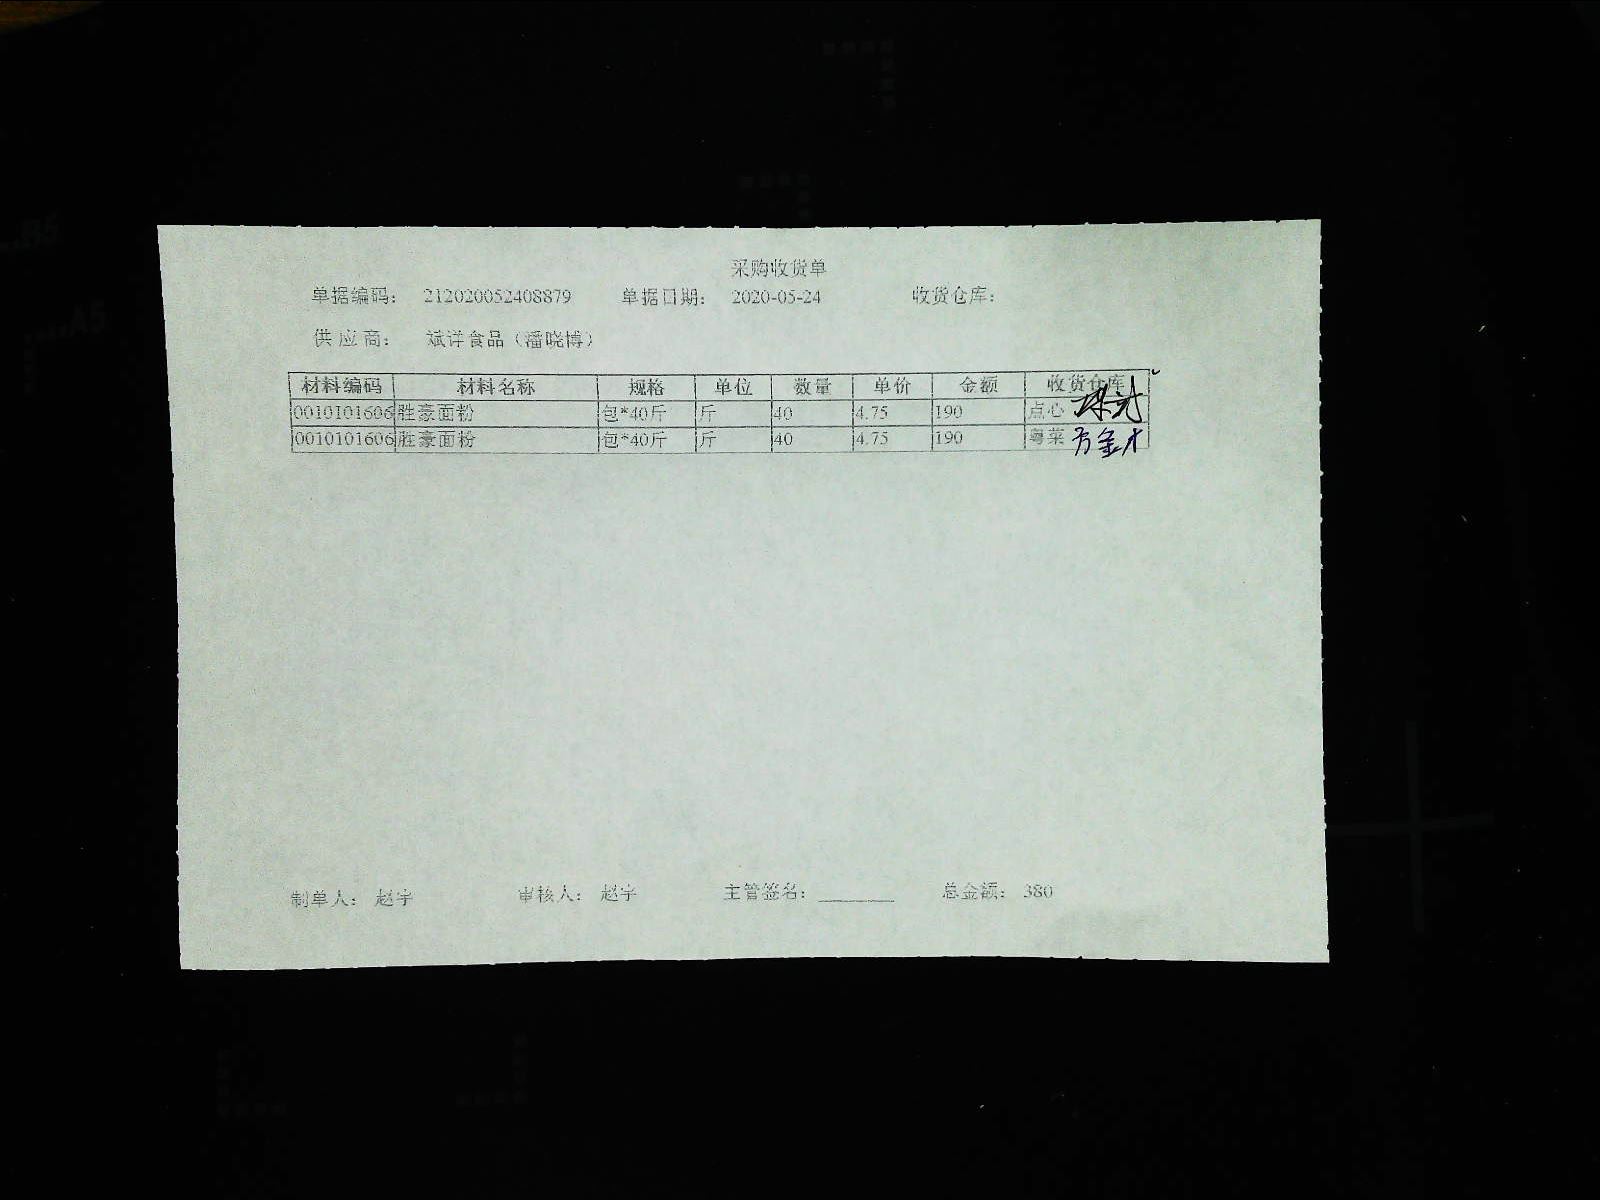 采购收货单
单据编码： 212020052408879 单据日期： 2020-05-24 收货仓库：
供应商： 斌洋食品（潘晓博）
材料编码 材料名称 规格 单位 数量 单价 金额 收货仓库
0010101606 胜豪面粉 包*40斤 斤 40 4.75 190 点心
0010101606 胜豪面粉 包*40斤 斤 40 4.75 190 粤菜 方金才
制单人： 赵宇 审核人： 赵宇 主管签名： 总金额： 380